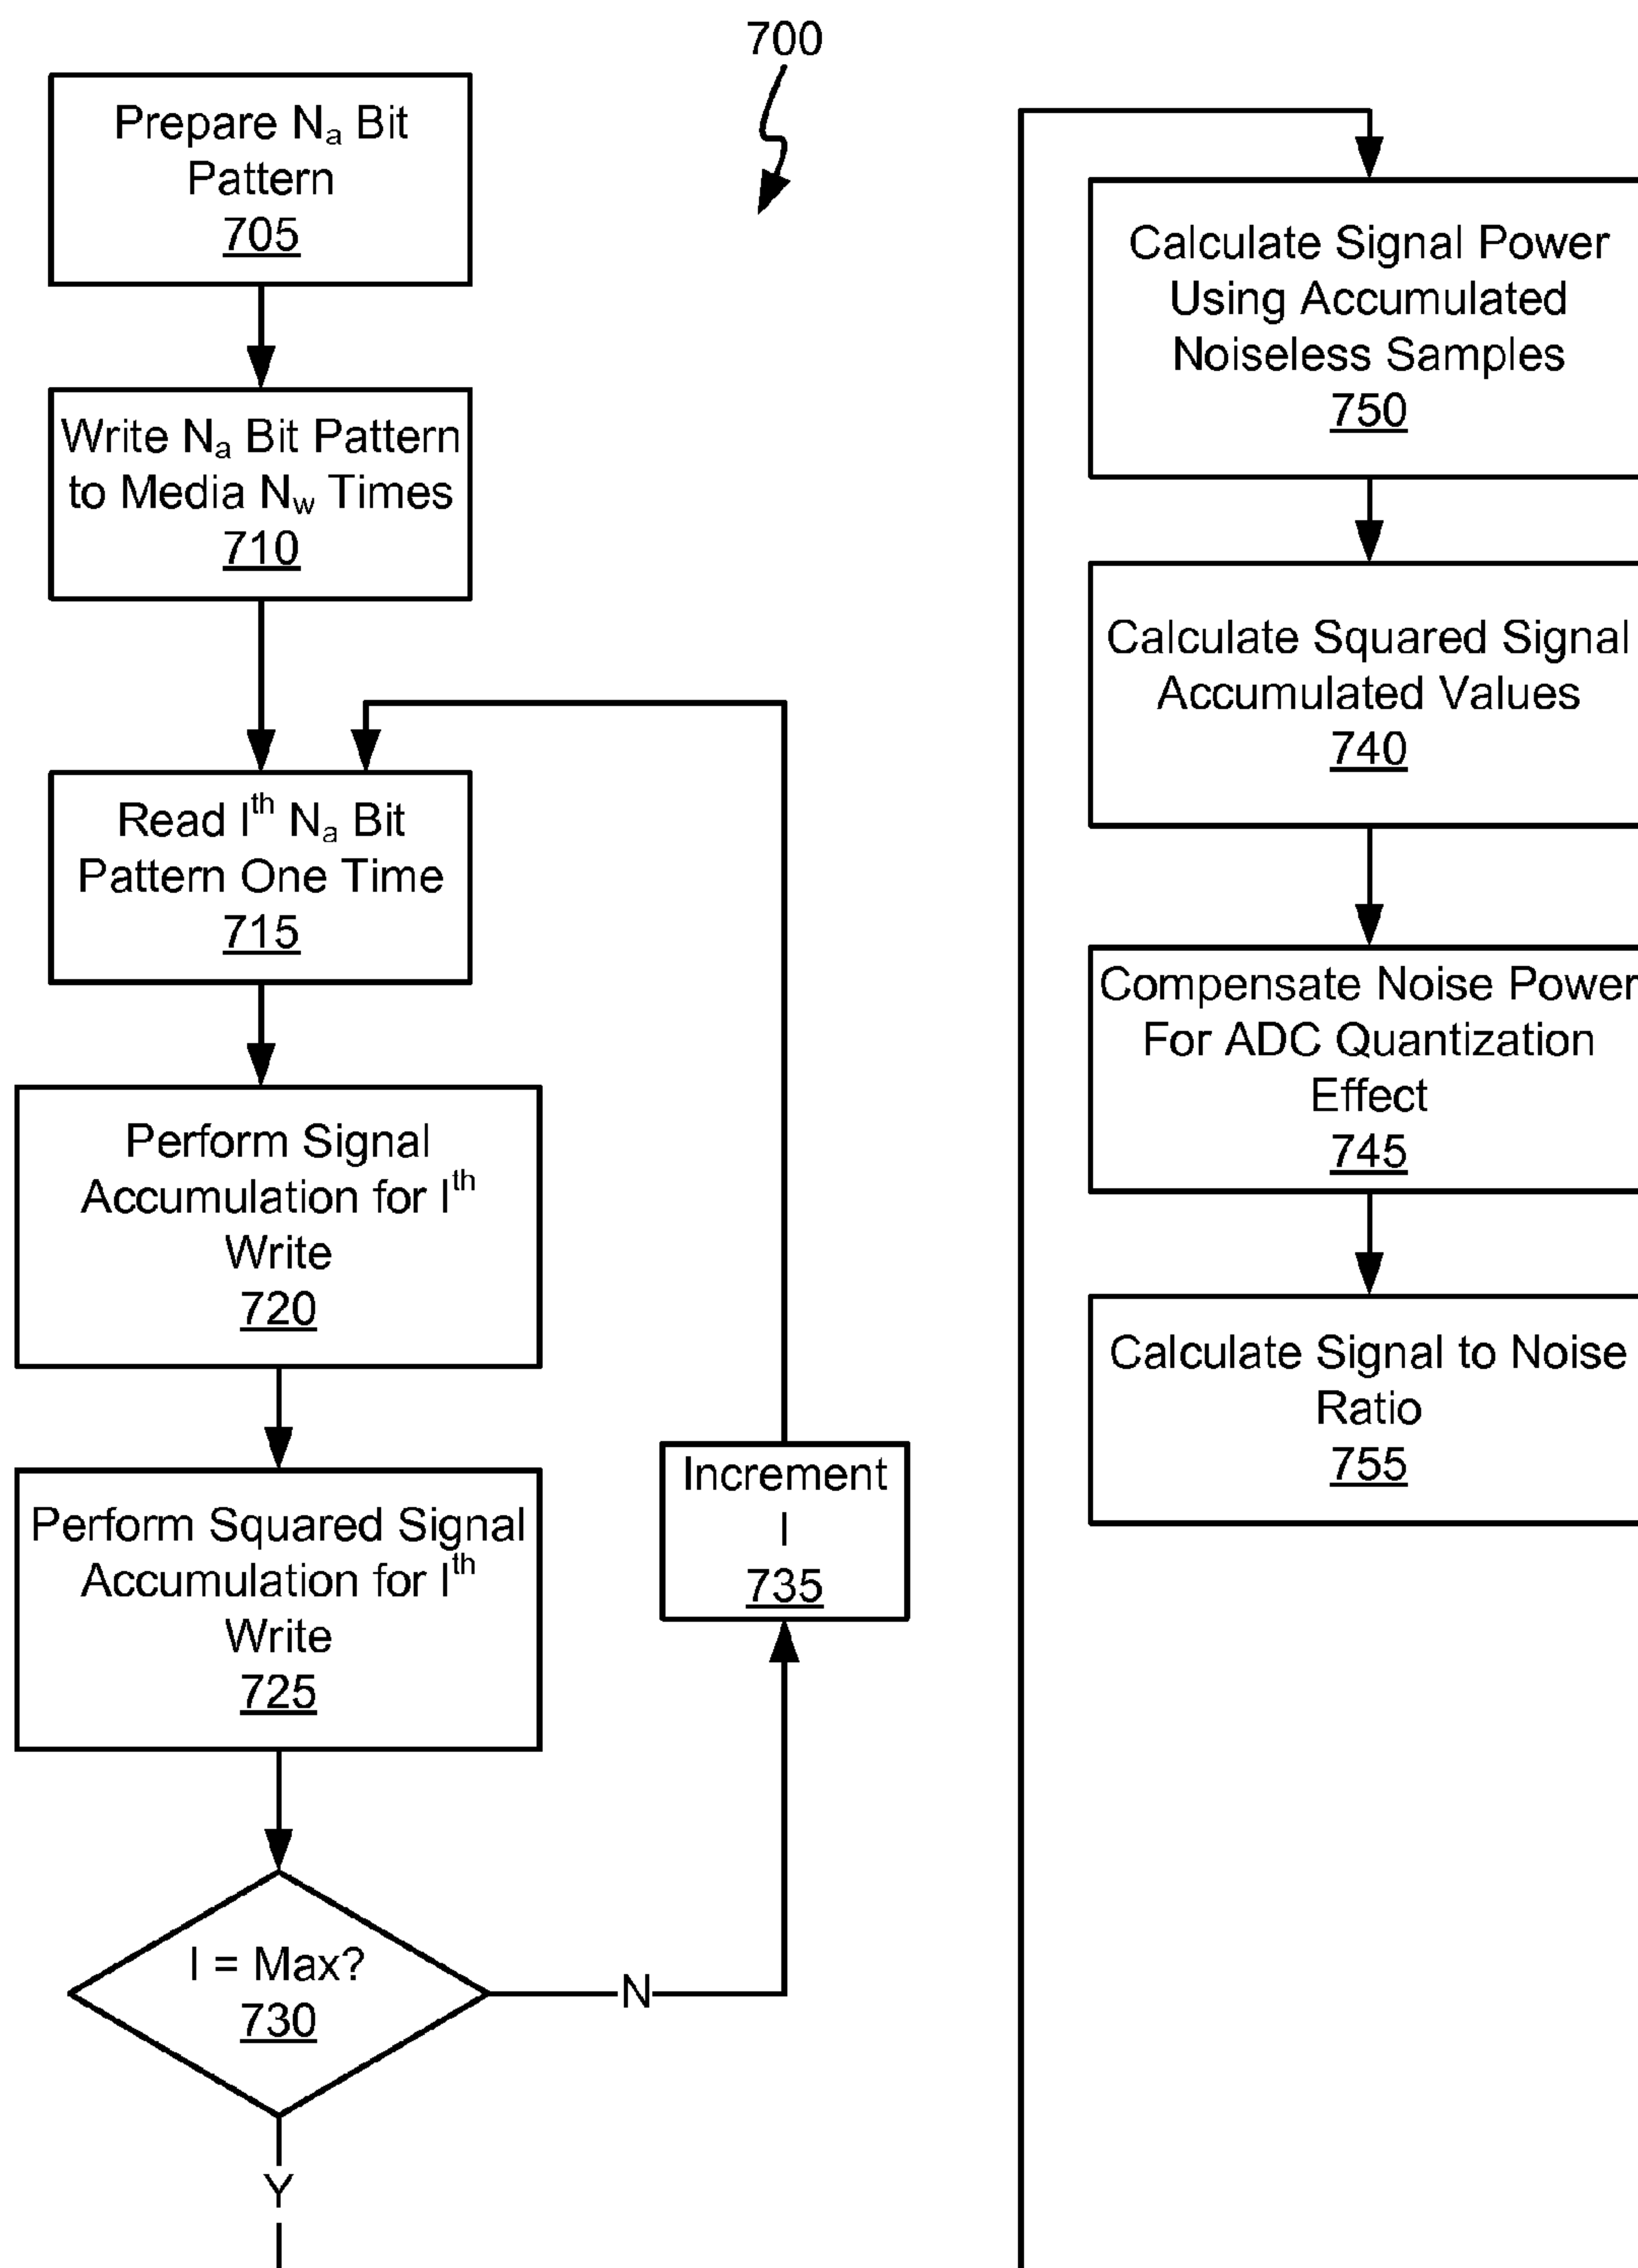 700
Prepare Na Bit
Pattern
705
Write Na Bit Pattern
to Media Nw Times
710
Read Ith Na Bit
Pattern One Time
715
Perform Signal
Accumulation for Ith
Write
720
Perform Squared Signal
Accumulation for Ith
Write
725
I = Max?
730
N
Y
Increment
I
735
Calculate Signal Power
Using Accumulated
Noiseless Samples
750
Calculate Squared Signal
Accumulated Values
740
Compensate Noise Power
For ADC Quantization
Effect
745
Calculate Signal to Noise
Ratio
755